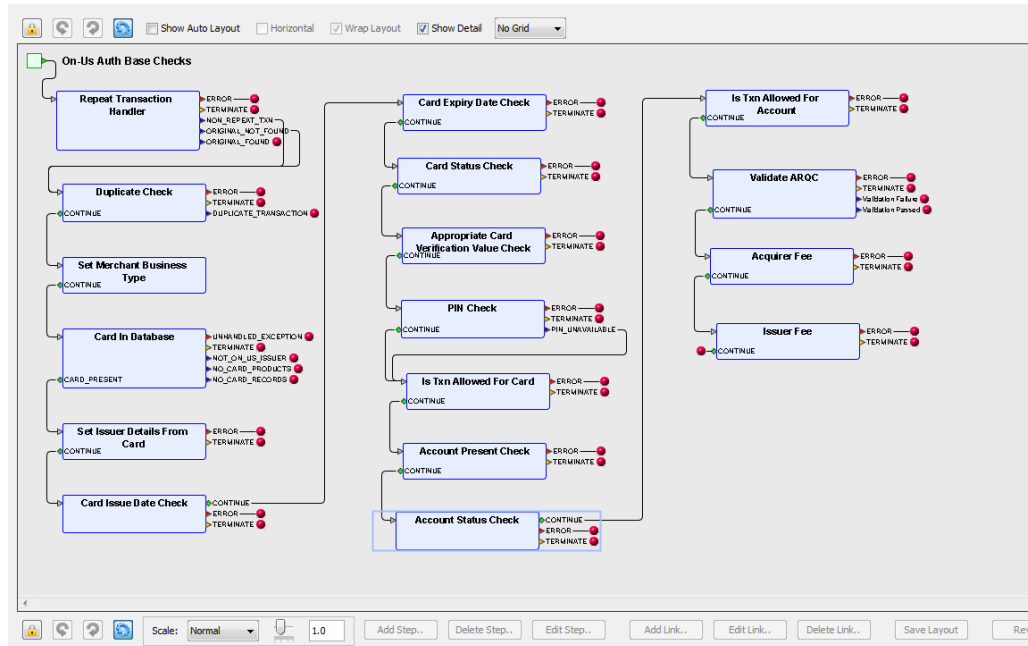 Show Auto Layout Horizontal Wrap Layout Show Detail No Grid
On-Us Auth Base Checks
Repeat Transaction
Handler
ERROR
TERMINATE
NON_REPEAT_TXN
ORIGINAL_NOT_FOUND
ORIGINAL_FOUND
Duplicate Check
CONTINUE
ERROR
TERMINATE
DUPLICATE_TRANSACTION
Set Merchant Business
Type
CONTINUE
Card In Database
CARD_PRESENT
UNHANDLED_EXCEPTION
TERMINATE
NOT_ON_US_ISSUER
NO_CARD_PRODUCTS
NO_CARD_RECORDS
Set Issuer Details From
Card
CONTINUE
ERROR
TERMINATE
Card Issue Date Check
CONTINUE
ERROR
TERMINATE
Card Expiry Date Check
CONTINUE
ERROR
TERMINATE
Card Status Check
CONTINUE
ERROR
TERMINATE
Appropriate Card
Verification Value Check
CONTINUE
ERROR
TERMINATE
PIN Check
CONTINUE
ERROR
TERMINATE
PIN_UNAVAILABLE
Is Txn Allowed For Card
CONTINUE
ERROR
TERMINATE
Account Present Check
CONTINUE
ERROR
TERMINATE
Account Status Check
CONTINUE
ERROR
TERMINATE
Is Txn Allowed For
Account
CONTINUE
ERROR
TERMINATE
Validate ARQC
CONTINUE
ERROR
TERMINATE
Validation Failure
Validation Passed
Acquirer Fee
CONTINUE
ERROR
TERMINATE
Issuer Fee
CONTINUE
ERROR
TERMINATE
Scale: Normal 1.0 Add Step.. Delete Step.. Edit Step.. Add Link.. Edit Link.. Delete Link.. Save Layout Rev